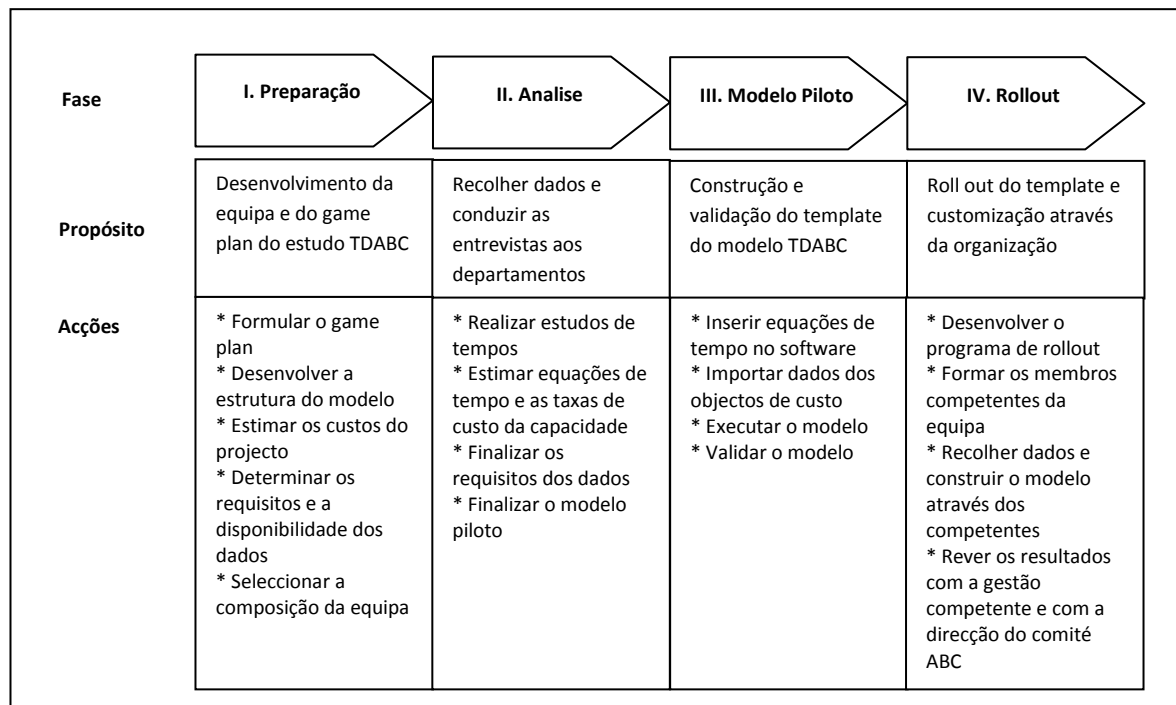 Fase
I. Preparação
II. Analise
III. Modelo Piloto
IV. Rollout
Propósito
Desenvolvimento da
equipa e do game
plan do estudo TDABC
Recolher dados e
conduzir as
entrevistas aos
departamentos
Construção e
validação do template
do modelo TDABC
Roll out do template e
customização através
da organização
Acções
* Formular o game
plan
* Desenvolver a
estrutura do modelo
* Estimar os custos do
projecto
* Determinar os
requisitos e a
disponibilidade dos
dados
* Seleccionar a
composição da equipa
* Realizar estudos de
tempos
* Estimar equações de
tempo e as taxas de
custo da capacidade
* Finalizar os
requisitos dos dados
* Finalizar o modelo
piloto
* Inserir equações de
tempo no software
* Importar dados dos
objectos de custo
* Executar o modelo
* Validar o modelo
* Desenvolver o
programa de rollout
* Formar os membros
competentes da
equipa
* Recolher dados e
construir o modelo
através dos
competentes
* Rever os resultados
com a gestão
competente e com a
direcção do comité
ABC